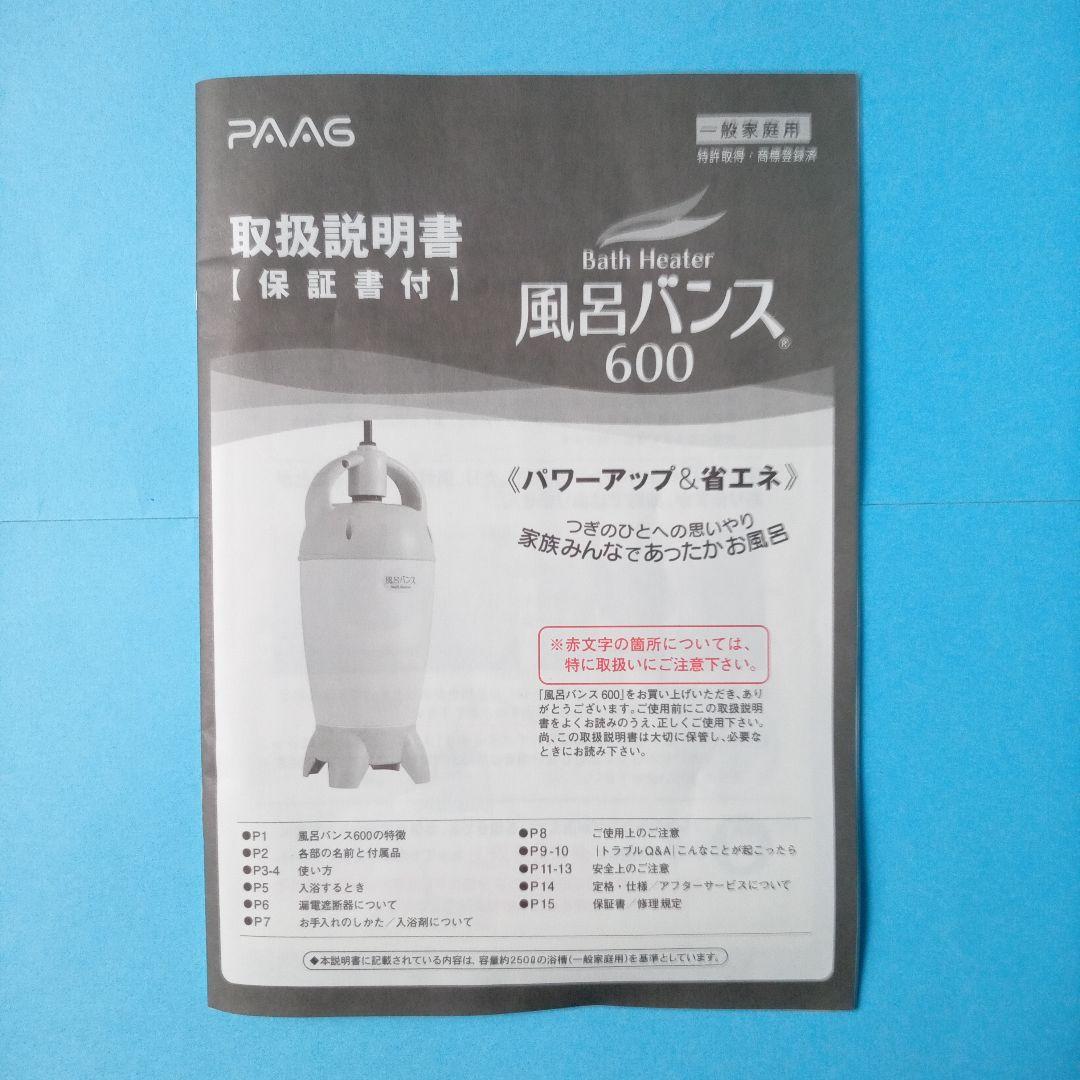 PAAG
一般家庭用
特許取得・商標登録済
取扱説明書
【保証書付】
Bath Heater
風呂バンス®
600
《パワーアップ&省エネ》
つぎのひとへの思いやり
家族みんなであったかお風呂
風呂バンス
※赤文字の箇所については、
特に取扱いにご注意下さい。
「風呂バンス600」をお買い上げいただき、あり
がとうございます。ご使用前にこの取扱説明
書をよくお読みのうえ、正しくご使用下さい。
尚、この取扱説明書は大切に保管し、必要な
ときにお読み下さい。
●P1 風呂バンス600の特徴
●P2 各部の名前と付属品
●P3-4 使い方
●P5 入浴するとき
●P6 漏電遮断器について
●P7 お手入れのしかた/入浴剤について
●P8 ご使用上のご注意
●P9-10 |トラブルQ&A|こんなことが起こったら
●P11-13 安全上のご注意
●P14 定格・仕様/アフターサービスについて
●P15 保証書/修理規定
◆本説明書に記載されている内容は、容量約250ℓの浴槽(一般家庭用)を基準としています。